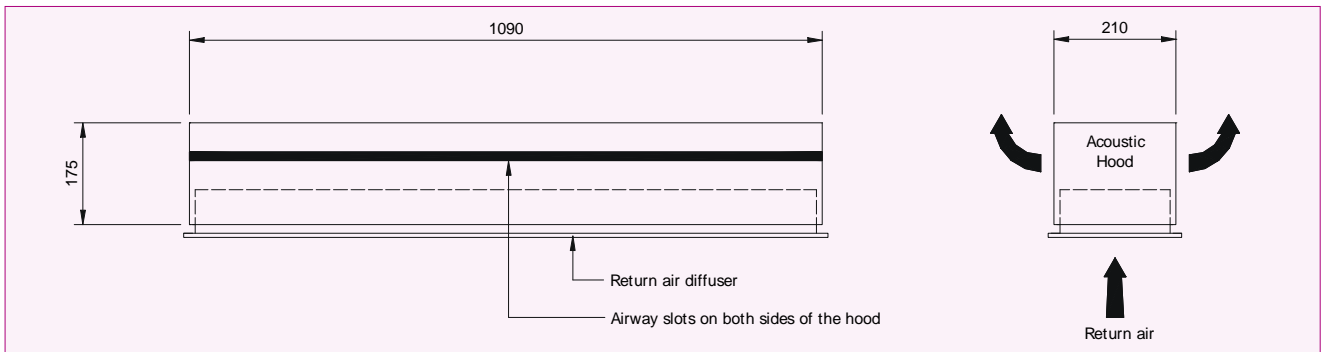 1090
210
175
Acoustic
Hood
Return air diffuser
Airway slots on both sides of the hood
Return air